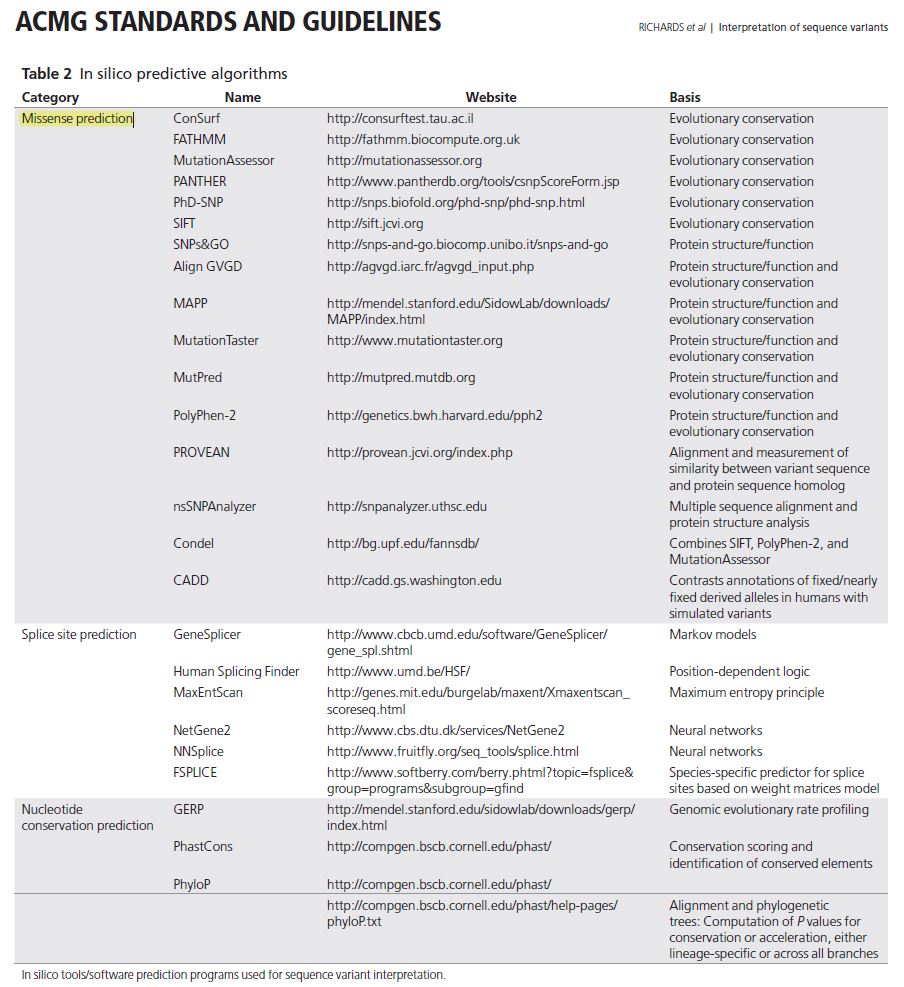 ACMG STANDARDS AND GUIDELINES
RICHARDS et al | Interpretation of sequence variants
Table 2 In silico predictive algorithms
Category Name Website Basis
Missense prediction ConSurf http://consurftest.tau.ac.il Evolutionary conservation
FATHMM http://fathmm.biocompute.org.uk Evolutionary conservation
MutationAssessor http://mutationassessor.org Evolutionary conservation
PANTHER http://www.pantherdb.org/tools/csnpScoreForm.jsp Evolutionary conservation
PhD-SNP http://snps.biofold.org/phd-snp/phd-snp.html Evolutionary conservation
SIFT http://sift.jcvi.org Evolutionary conservation
SNPs&GO http://snps-and-go.biocomp.unibo.it/snps-and-go Protein structure/function
Align GVGD http://agvgd.iarc.fr/agvgd_input.php Protein structure/function and
evolutionary conservation
MAPP http://mendel.stanford.edu/SidowLab/downloads/ Protein structure/function and
MAPP/index.html evolutionary conservation
MutationTaster http://www.mutationtaster.org Protein structure/function and
evolutionary conservation
MutPred http://mutpred.mutdb.org Protein structure/function and
evolutionary conservation
PolyPhen-2 http://genetics.bwh.harvard.edu/pph2 Protein structure/function and
evolutionary conservation
PROVEAN http://provean.jcvi.org/index.php Alignment and measurement of
similarity between variant sequence
and protein sequence homolog
nsSNPAnalyzer http://snpanalyzer.uthsc.edu Multiple sequence alignment and
protein structure analysis
Condel http://bg.upf.edu/fannsdb/ Combines SIFT, PolyPhen-2, and
MutationAssessor
CADD http://cadd.gs.washington.edu Contrasts annotations of fixed/nearly
fixed derived alleles in humans with
simulated variants
Splice site prediction GeneSplicer http://www.cbcb.umd.edu/software/GeneSplicer/ Markov models
gene_spl.shtml
Human Splicing Finder http://www.umd.be/HSF/ Position-dependent logic
MaxEntScan http://genes.mit.edu/burgelab/maxent/Xmaxentscan_ Maximum entropy principle
scoreseq.html
NetGene2 http://www.cbs.dtu.dk/services/NetGene2 Neural networks
NNSplice http://www.fruitfly.org/seq_tools/splice.html Neural networks
FSPLICE http://www.softberry.com/berry.phtml?topic=fsplice& Species-specific predictor for splice
group=programs&subgroup=gfind sites based on weight matrices model
Nucleotide GERP http://mendel.stanford.edu/sidowlab/downloads/gerp/ Genomic evolutionary rate profiling
conservation prediction index.html
PhastCons http://compgen.bscb.cornell.edu/phast/ Conservation scoring and
identification of conserved elements
PhyloP http://compgen.bscb.cornell.edu/phast/
http://compgen.bscb.cornell.edu/phast/help-pages/ Alignment and phylogenetic
phyloP.txt trees: Computation of P values for
conservation or acceleration, either
lineage-specific or across all branches
In silico tools/software prediction programs used for sequence variant interpretation.